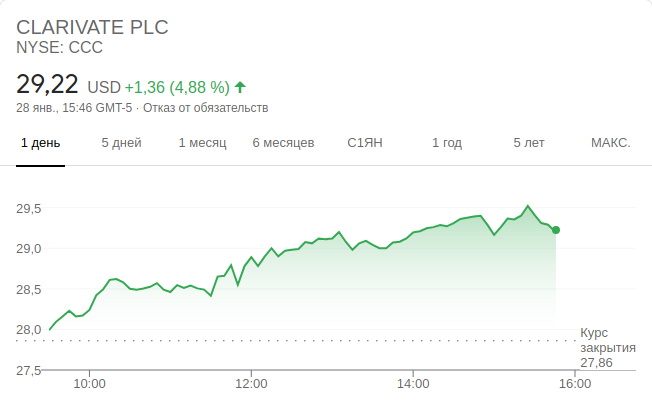 CLARIVATE PLC
NYSE: CCC
29,22 USD +1,36 (4,88 %)
28 янв., 15:46 GMT-5 · Отказ от обязательств
1 день 5 дней 1 месяц 6 месяцев С1ЯН 1 год 5 лет МАКС.
29,5
29,0
28,5
28,0
Курс
закрытия
27,86
27,5
10:00 12:00 14:00 16:00